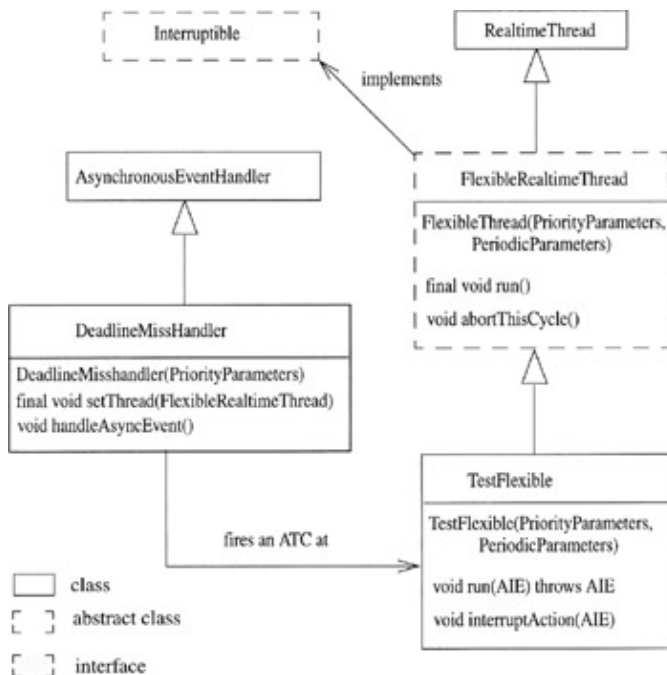 Interruptible
RealtimeThread
implements
AsynchronousEventHandler
FlexibleRealtimeThread
FlexibleThread(PriorityParameters,
PeriodicParameters)
final void run()
void abortThisCycle()
DeadlineMissHandler
DeadlineMisshandler(PriorityParameters)
final void setThread(FlexibleRealtimeThread)
void handleAsyncEvent()
TestFlexible
TestFlexible(PriorityParameters,
PeriodicParameters)
void run(AIE) throws AIE
void interruptAction(AIE)
fires an ATC at
class
abstract class
interface